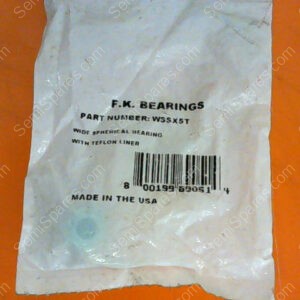 F.K. BEARINGS
PART NUMBER: WSSX5T
WIDE SPHERICAL BEARING
WITH TEFLON LINER
8 00199 69051 4
MADE IN THE USA